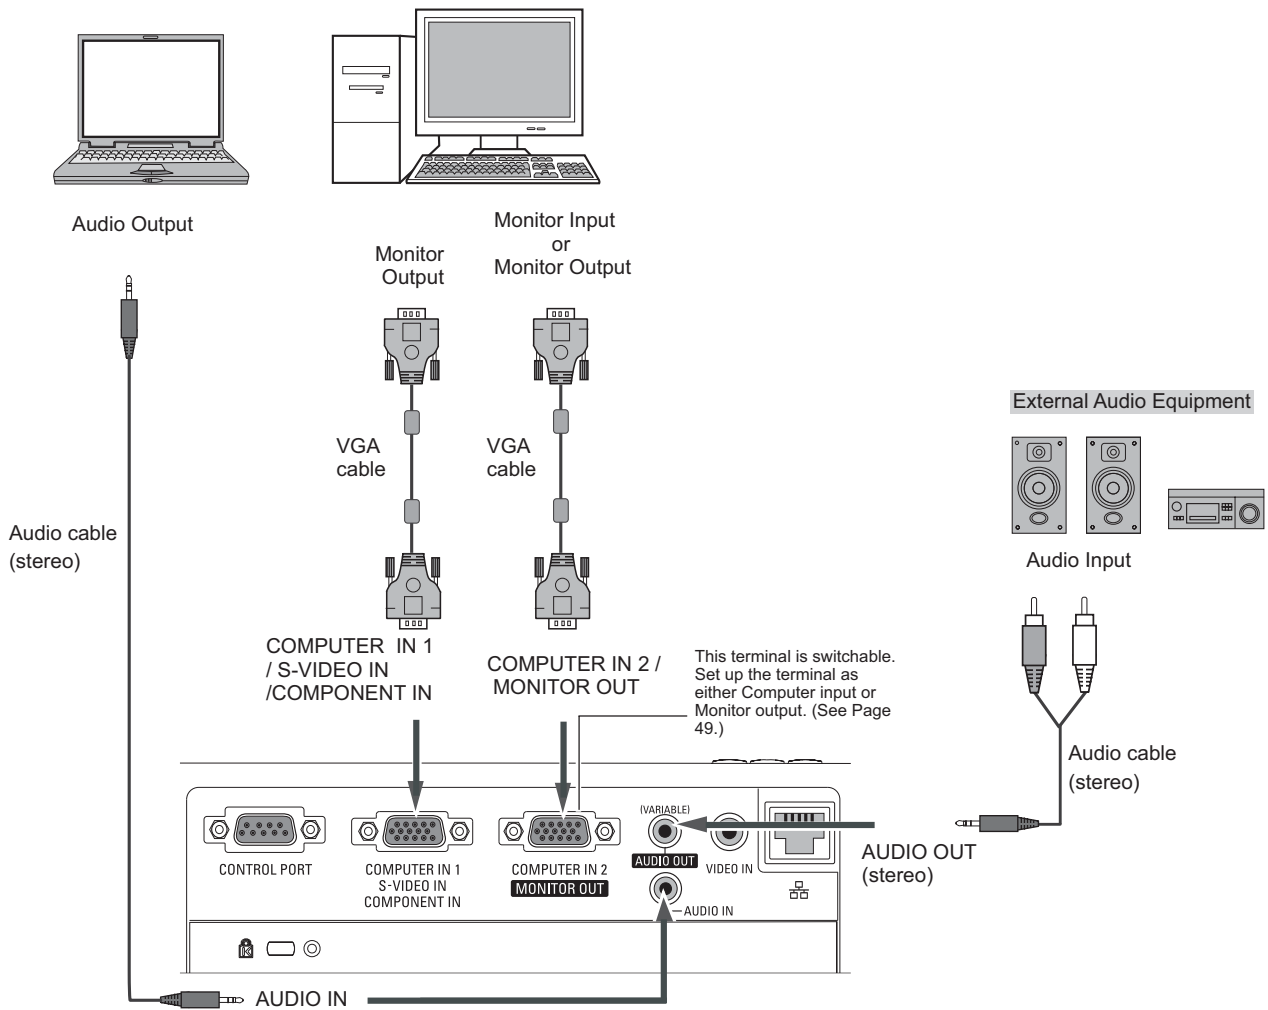 Audio Output
Monitor Input
or
Monitor Output
Monitor
Output
VGA
cable
VGA
cable
External Audio Equipment
Audio Input
Audio cable
(stereo)
COMPUTER IN 1
/ S-VIDEO IN
/COMPONENT IN
COMPUTER IN 2 /
MONITOR OUT
This terminal is switchable.
Set up the terminal as
either Computer input or
Monitor output. (See Page
49.)
Audio cable
(stereo)
CONTROL PORT
COMPUTER IN 1
S-VIDEO IN
COMPONENT IN
COMPUTER IN 2
MONITOR OUT
(VARIABLE)
AUDIO OUT
VIDEO IN
AUDIO IN
AUDIO OUT
(stereo)
AUDIO IN